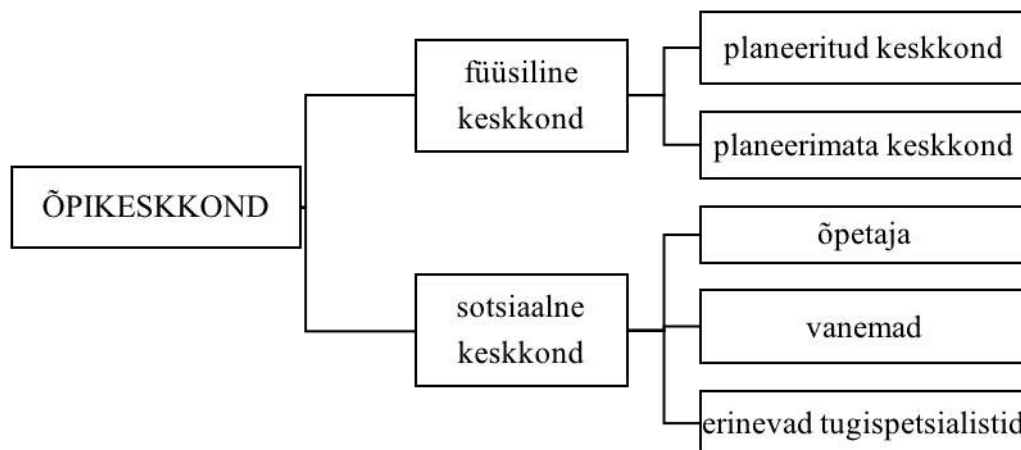 ÕPIKESKKOND
füüsiline
keskkond
planeeritud keskkond
planeerimata keskkond
sotsiaalne
keskkond
õpetaja
vanemad
erinevad tugispetsialistid